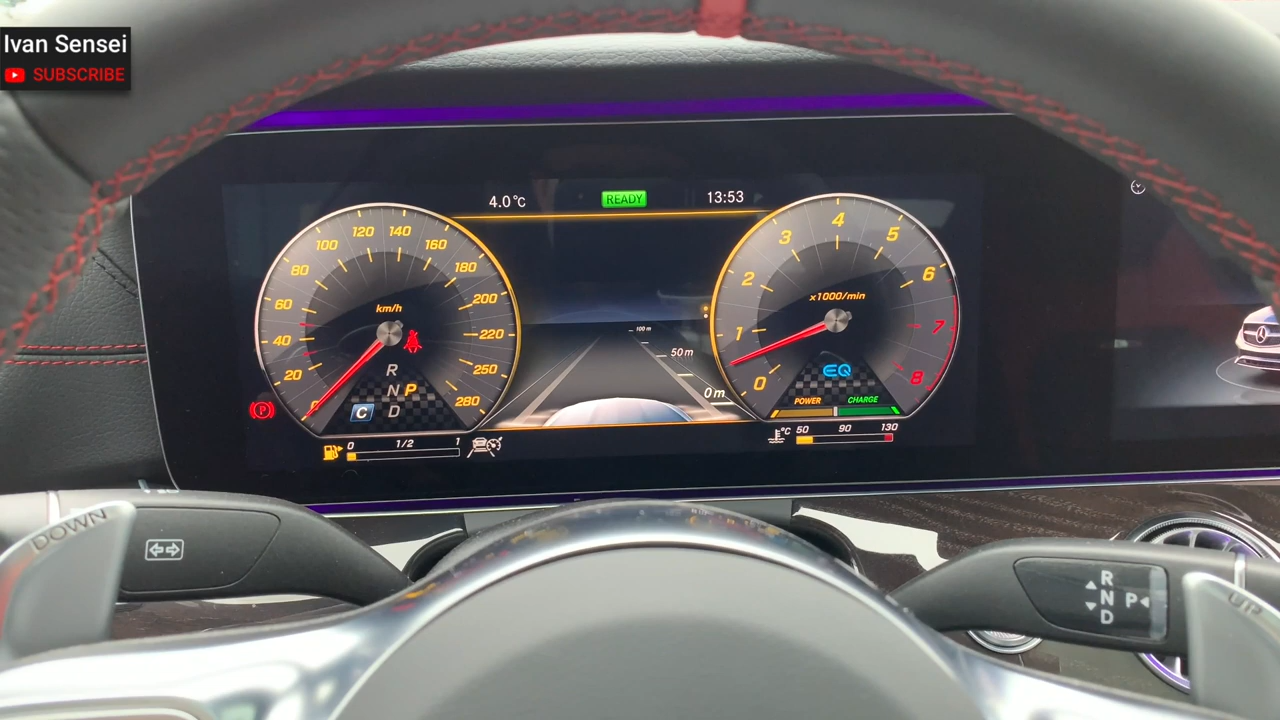 Ivan Sensei
SUBSCRIBE
4.0°C
READY
13:53
0 20 40 60 80 100 120 140 160 180 200 220 250 280
km/h
R
N P
C D
100 m
50 m
0 m
0 1 2 3 4 5 6 7 8
x1000/min
EQ
POWER CHARGE
P
0 1/2 1
°C 50 90 130
DOWN
R
N P
D
UP